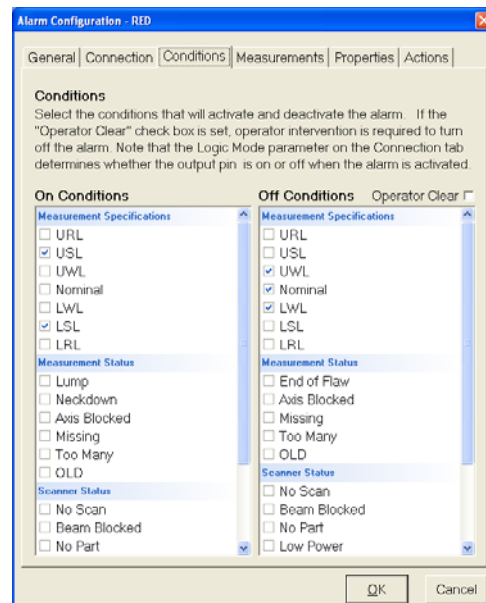 Alarm Configuration - RED
General Connection Conditions Measurements Properties Actions
Conditions
Select the conditions that will activate and deactivate the alarm. If the
"Operator Clear" check box is set, operator intervention is required to turn
off the alarm. Note that the Logic Mode parameter on the Connection tab
determines whether the output pin is on or off when the alarm is activated.
On Conditions
Measurement Specifications
URL
USL
UWL
Nominal
LWL
LSL
LRL
Measurement Status
Lump
Neckdown
Axis Blocked
Missing
Too Many
OLD
Scanner Status
No Scan
Beam Blocked
No Part
Off Conditions Operator Clear
Measurement Specifications
URL
USL
UWL
Nominal
LWL
LSL
LRL
Measurement Status
End of Flaw
Axis Blocked
Missing
Too Many
OLD
Scanner Status
No Scan
Beam Blocked
No Part
Low Power
OK Cancel